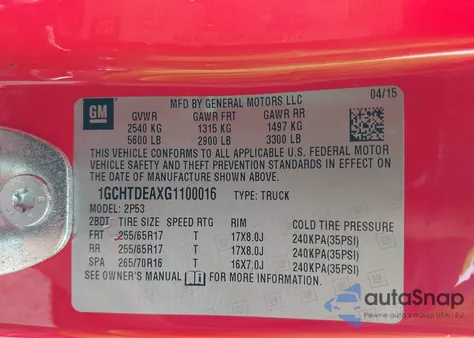 MFD BY GENERAL MOTORS LLC 04/15
GM GVWR GAWR FRT GAWR RR
2540 KG 1315 KG 1497 KG
5600 LB 2900 LB 3300 LB
THIS VEHICLE CONFORMS TO ALL APPLICABLE U.S. FEDERAL MOTOR
VEHICLE SAFETY AND THEFT PREVENTION STANDARDS IN EFFECT ON
THE DATE OF MANUFACTURE SHOWN ABOVE.
1GCHTDEAXG1100016 TYPE: TRUCK
MODEL: 2P53
2BDT TIRE SIZE SPEED RTG RIM COLD TIRE PRESSURE
FRT 255/65R17 T 17X8.0J 240KPA(35PSI)
RR 255/65R17 T 17X8.0J 240KPA(35PSI)
SPA 265/70R16 T 16X7.0J 240KPA(35PSI)
SEE OWNER'S MANUAL FOR MORE INFORMATION
autoSnap